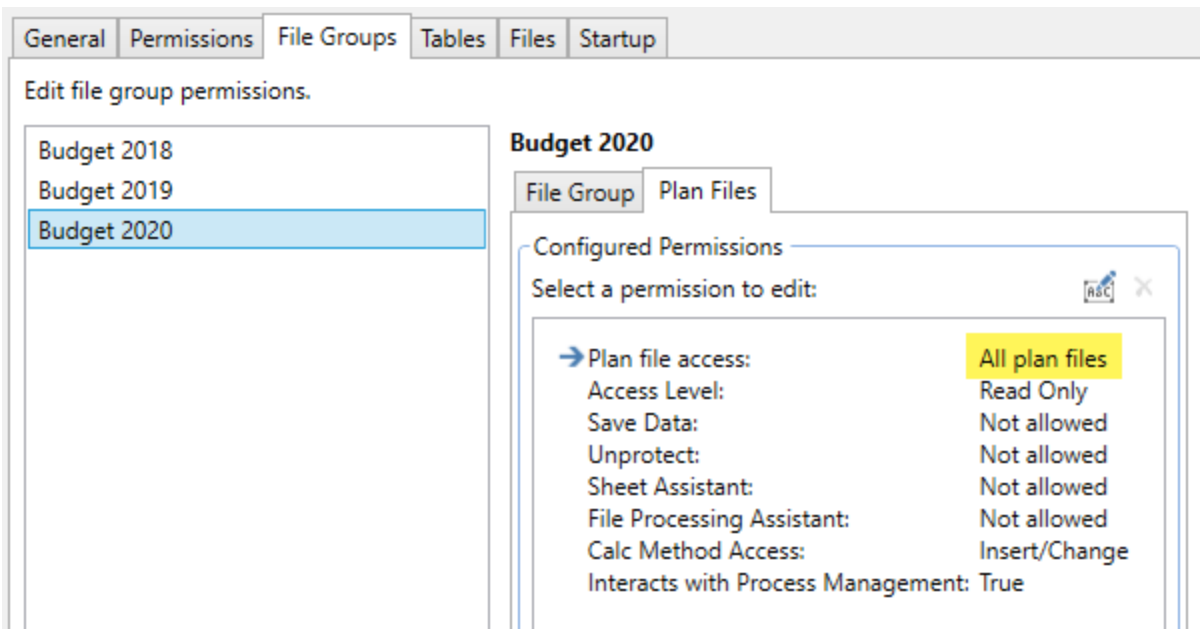 General Permissions File Groups Tables Files Startup
Edit file group permissions.
Budget 2018
Budget 2019
Budget 2020
Budget 2020
File Group Plan Files
Configured Permissions
Select a permission to edit:
ABC
Plan file access: All plan files
Access Level: Read Only
Save Data: Not allowed
Unprotect: Not allowed
Sheet Assistant: Not allowed
File Processing Assistant: Not allowed
Calc Method Access: Insert/Change
Interacts with Process Management: True